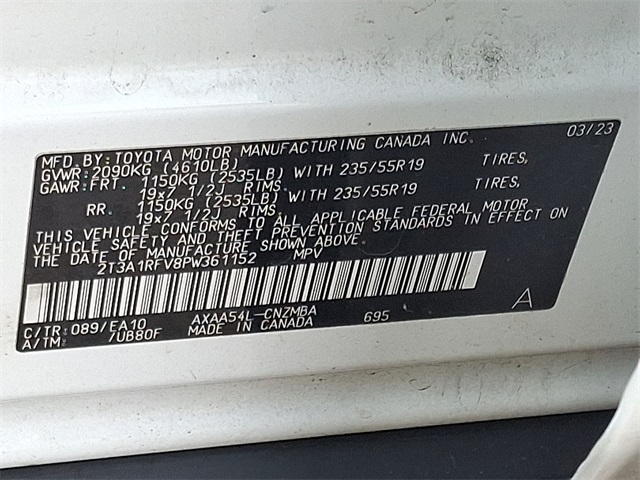 MFD.BY:TOYOTA MOTOR MANUFACTURING CANADA INC. 03/23
GVWR:2090KG (4610LB)
GAWR:FRT. 1150KG (2535LB) WITH 235/55R19 TIRES,
19x7 1/2J RIMS.
RR. 1150KG (2535LB) WITH 235/55R19 TIRES,
19x7 1/2J RIMS.
THIS VEHICLE CONFORMS TO ALL APPLICABLE FEDERAL MOTOR
VEHICLE SAFETY AND THEFT PREVENTION STANDARDS IN EFFECT ON
THE DATE OF MANUFACTURE SHOWN ABOVE.
2T3A1RFV8PW361152 MPV
C/TR:089/EA10 AXAA54L-CNZMBA 695 A
A/TM: /UB80F MADE IN CANADA